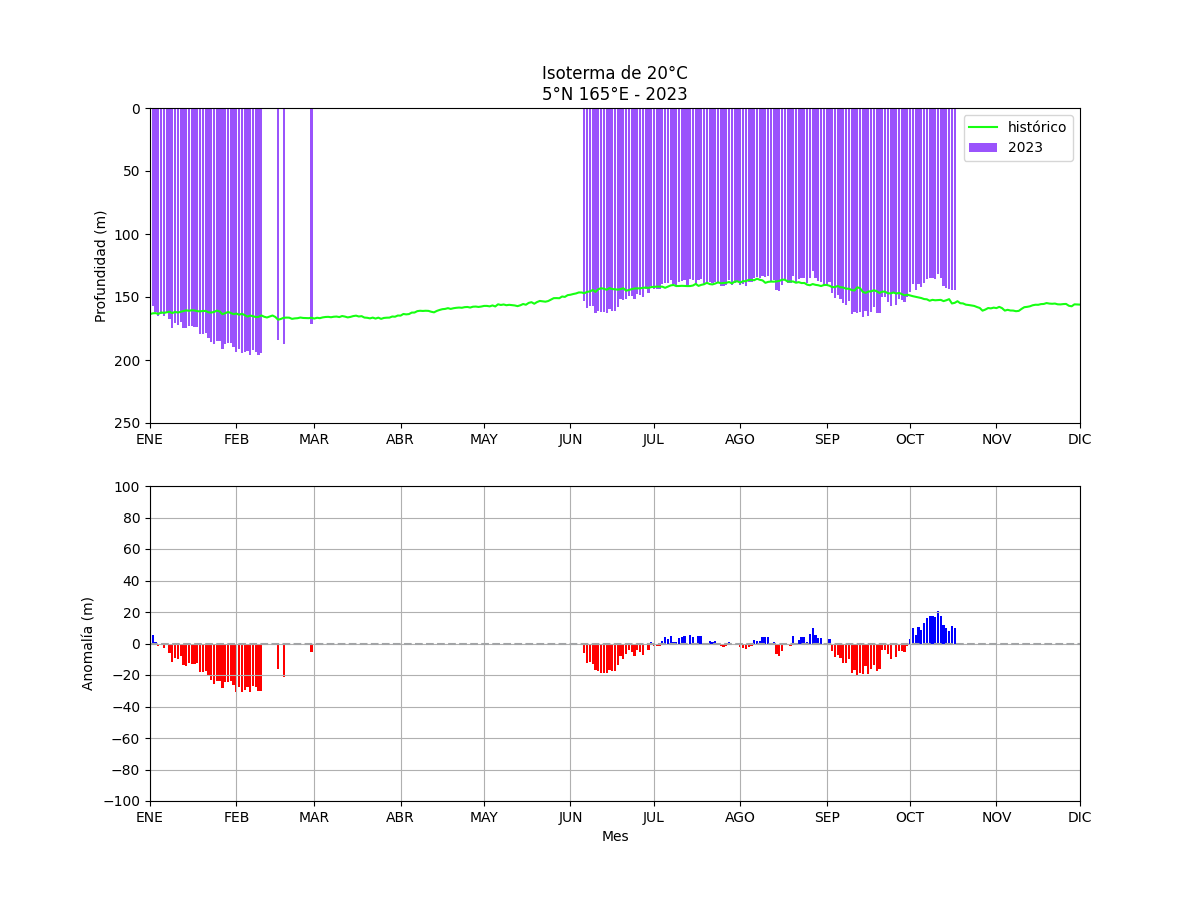 Isoterma de 20°C
5°N 165°E - 2023
0
50
100
150
200
250
Profundidad (m)
histórico
2023
ENE FEB MAR ABR MAY JUN JUL AGO SEP OCT NOV DIC
100
80
60
40
20
0
−20
−40
−60
−80
−100
Anomalía (m)
ENE FEB MAR ABR MAY JUN JUL AGO SEP OCT NOV DIC
Mes